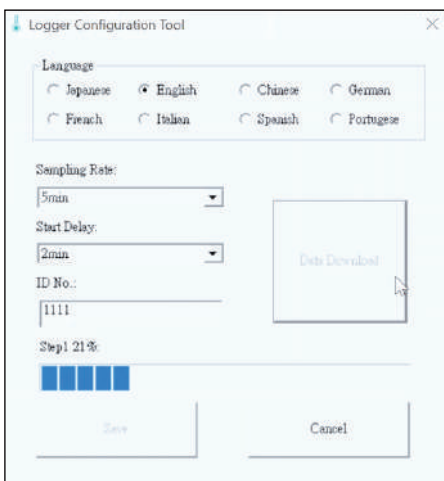 Logger Configuration Tool
Language
Japanese English Chinese German
French Italian Spanish Portugese
Sampling Rate:
5min
Start Delay:
2min
Data Download
ID No.:
1111
Step1 21%:
Save Cancel